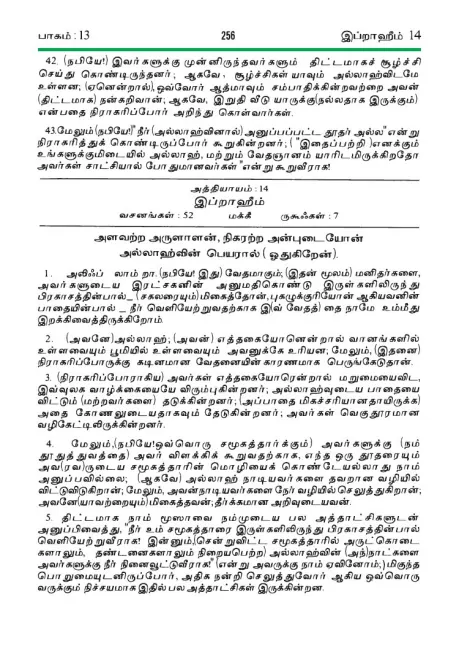 பாகம் : 13 256 இப்றாஹீம் 14
42. (நபியே!) இவர்களுக்கு முன்னிருந்தவர்களும் திட்டமாகச் சூழ்ச்சி
செய்து கொண்டிருந்தனர்; ஆகவே, சூழ்ச்சிகள் யாவும் அல்லாஹ்விடமே
உள்ளன; (ஏனென்றால்), ஒவ்வோர் ஆத்மாவும் சம்பாதிக்கின்றவற்றை அவன்
(திட்டமாக) நன்கறிவான்; ஆகவே, இறுதி வீடு யாருக்கு(நல்லதாக இருக்கும்)
என்பதை நிராகரிப்போர் அறிந்து கொள்வார்கள்.
43.மேலும் (நபியே!)"நீர் (அல்லாஹ்வினால்) அனுப்பப்பட்ட தூதர் அல்ல" என்று
நிராகரித்துக் கொண்டிருப்போர் கூறுகின்றனர்; ("இதைப்பற்றி)எனக்கும்
உங்களுக்குமிடையில் அல்லாஹ், மற்றும் வேதஞானம் யாரிடமிருக்கிறதோ
அவர்கள் சாட்சியால் போதுமானவர்கள்"என்று கூறுவீராக!
அத்தியாயம் : 14
இப்றாஹீம்
வசனங்கள் : 52 மக்கீ ருகூஃகள் : 7
அளவற்ற அருளாளன், நிகரற்ற அன்புடையோன்
அல்லாஹ்வின் பெயரால் (ஓதுகிறேன்).
1. அலிஃப் லாம் றா. (நபியே! இது) வேதமாகும்; (இதன் மூலம்) மனிதர்களை,
அவர்களுடைய இரட்சகனின் அனுமதிகொண்டு இருள்களிலிருந்து
பிரகாசத்தின்பால்_ (சகலரையும்)மிகைத்தோன், புகழுக்குரியோன் ஆகியவனின்
பாதையின்பால் _ நீர் வெளியேற்றுவதற்காக இ(வ் வேதத்)தை நாமே உம்மீது
இறக்கிவைத்திருக்கிறோம்.
2. (அவனே)அல்லாஹ்; (அவன்) எத்தகையோனென்றால் வானங்களில்
உள்ளவையும் பூமியில் உள்ளவையும் அவனுக்கே உரியன; மேலும், (இதனை)
நிராகரிப்போருக்கு கடினமான வேதனையின்காரணமாக பெருங்கேடுதான்.
3. (நிராகரிப்போராகிய) அவர்கள் எத்தகையோரென்றால் மறுமையைவிட,
இவ்வுலக வாழ்க்கையையே விரும்புகின்றனர்; அல்லாஹ்வுடைய பாதையை
விட்டும் (மற்றவர்களை) தடுக்கின்றனர்; (அப்பாதை மிகச்சரியானதாயிருக்க)
அதை கோணலுடையதாகவும் தேடுகின்றனர்; அவர்கள் வெகுதூரமான
வழிகேட்டிலிருக்கின்றனர்.
4. மேலும்,(நபியே!ஒவ்வொரு சமூகத்தார்க்கும்) அவர்களுக்கு (நம்
தூதுத்துவத்தை) அவர் விளக்கிக் கூறுவதற்காக, எந்த ஒரு தூதரையும்
அவ(ரவ)ருடைய சமூகத்தாரின் மொழியைக் கொண்டேயல்லாது நாம்
அனுப்பவில்லை; (ஆகவே) அல்லாஹ் நாடியவர்களை தவறான வழியில்
விட்டுவிடுகிறான்; மேலும், அவன்நாடியவர்களை நேர் வழியில் செலுத்துகிறான்;
அவனே(யாவற்றையும்)மிகைத்தவன்; தீர்க்கமான அறிவுடையவன்.
5. திட்டமாக நாம் மூஸாவை நம்முடைய பல அத்தாட்சிகளுடன்
அனுப்பிவைத்து, "நீர் உம் சமூகத்தாரை இருள்களிலிருந்து பிரகாசத்தின்பால்
வெளியேற்றுவீராக! இன்னும்,(சென்றுவிட்ட சமூகத்தாரில் அருட்கொடை
களாலும், தண்டனைகளாலும் நிறையபெற்ற) அல்லாஹ்வின் (அந்)நாட்களை
அவர்களுக்கு நீர் நினைவூட்டுவீராக!" (என்று அவருக்கு நாம் ஏவினோம்;) மிகுந்த
பொறுமையுடனிருப்போர், அதிக நன்றி செலுத்துவோர் ஆகிய ஒவ்வொரு
வருக்கும் நிச்சயமாக இதில் பல அத்தாட்சிகள் இருக்கின்றன.